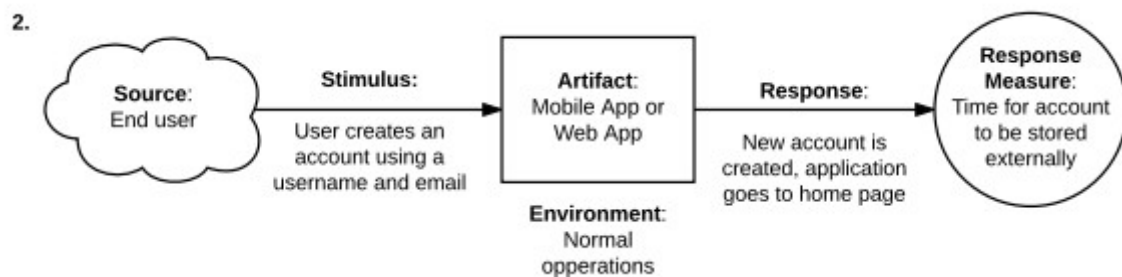 2.
Source:
End user
Stimulus:
User creates an
account using a
username and email
Artifact:
Mobile App or
Web App
Environment:
Normal
opperations
Response:
New account is
created, application
goes to home page
Response
Measure:
Time for account
to be stored
externally